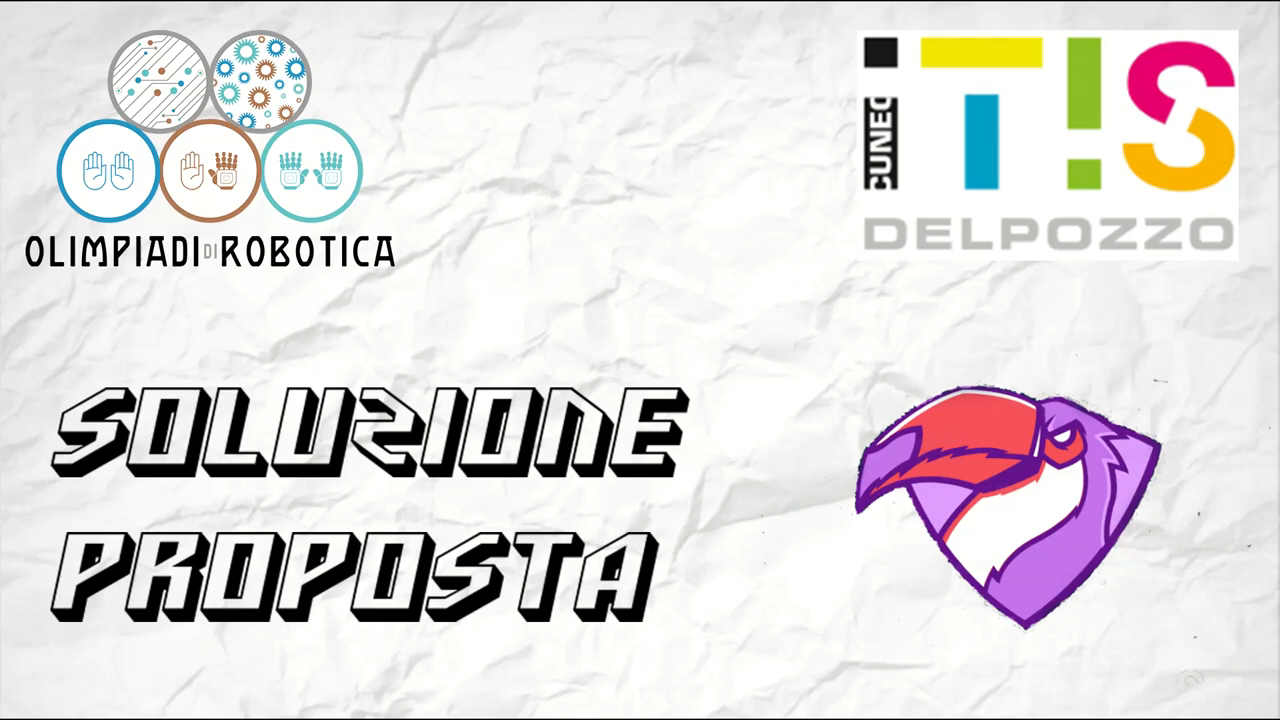 OLIMPIADI DI ROBOTICA
iT!S
CUNEO
DELPOZZO
SOLUZIONE
PROPOSTA